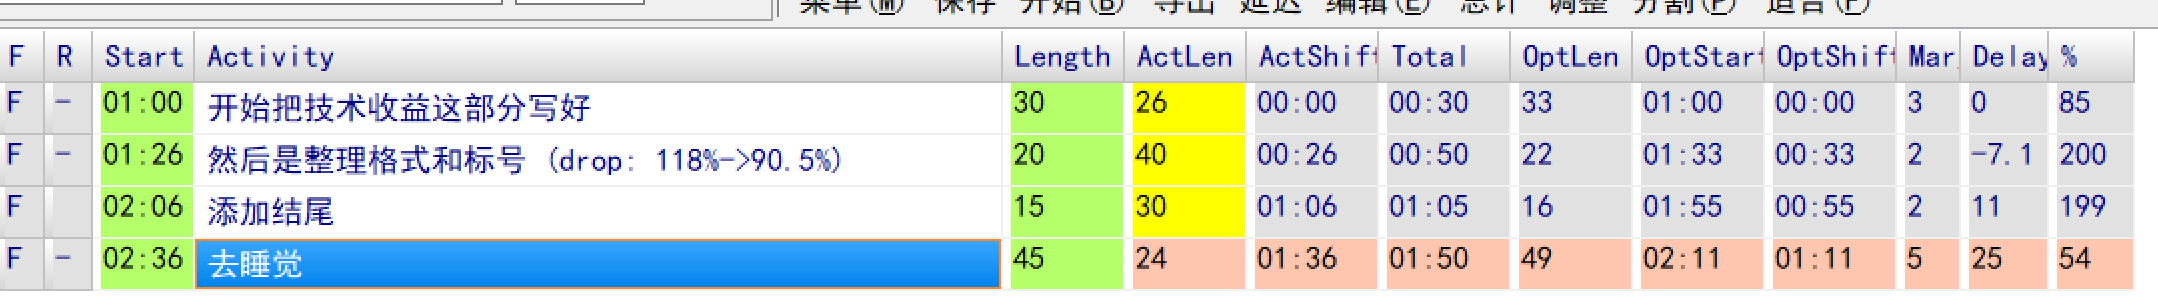 菜单(M) 保存 开始(B) 导出 延迟 编辑(E) 总计 调整 分割(P) 适合(F)
F R Start Activity Length ActLen ActShift Total OptLen OptStart OptShift Mar Delay %
F - 01:00 开始把技术收益这部分写好 30 26 00:00 00:30 33 01:00 00:00 3 0 85
F - 01:26 然后是整理格式和标号 (drop: 118%->90.5%) 20 40 00:26 00:50 22 01:33 00:33 2 -7.1 200
F 02:06 添加结尾 15 30 01:06 01:05 16 01:55 00:55 2 11 199
F - 02:36 去睡觉 45 24 01:36 01:50 49 02:11 01:11 5 25 54